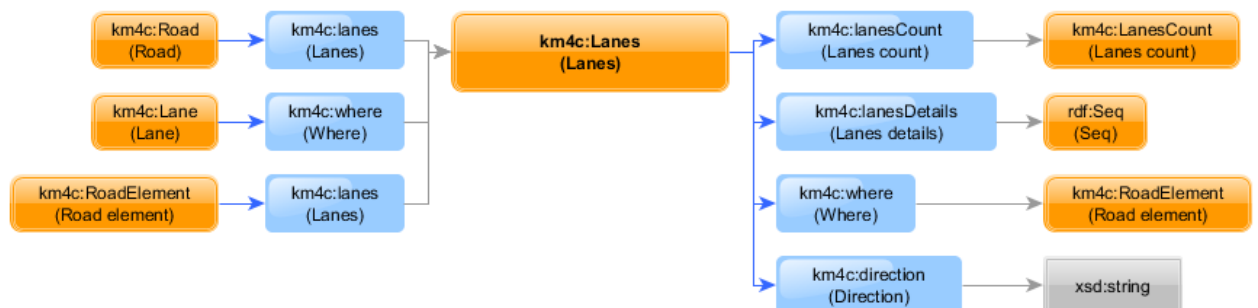 km4c:Road
(Road)
km4c:lanes
(Lanes)
km4c:Lanes
(Lanes)
km4c:lanesCount
(Lanes count)
km4c:LanesCount
(Lanes count)
km4c:Lane
(Lane)
km4c:where
(Where)
km4c:lanesDetails
(Lanes details)
rdf:Seq
(Seq)
km4c:RoadElement
(Road element)
km4c:lanes
(Lanes)
km4c:where
(Where)
km4c:RoadElement
(Road element)
km4c:direction
(Direction)
xsd:string